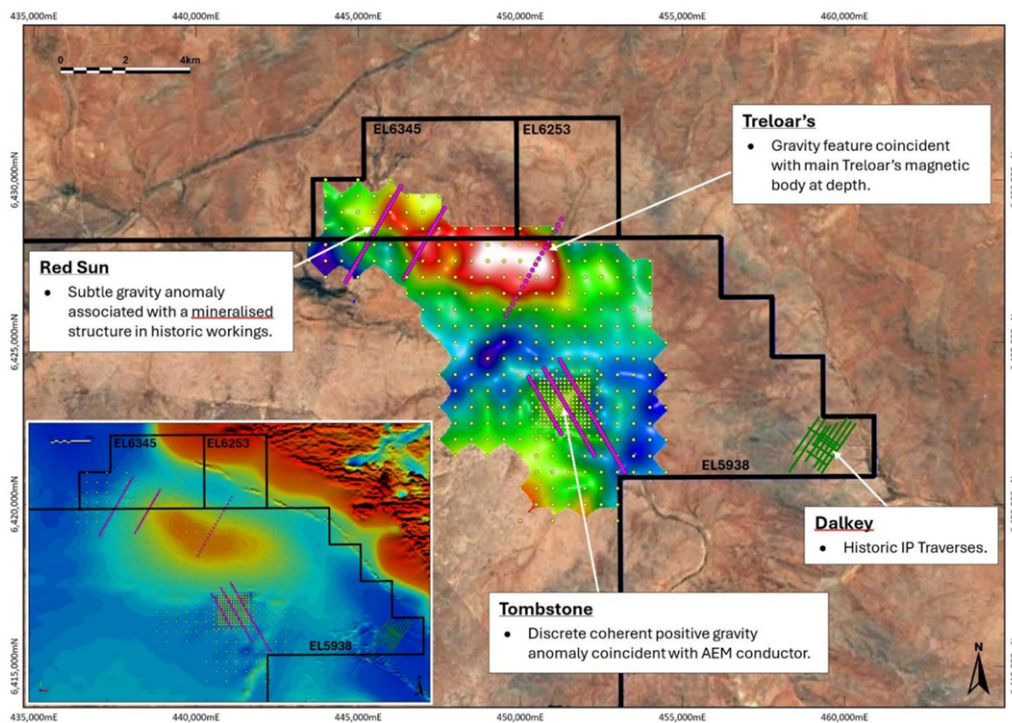 435,000mE 440,000mE 445,000mE 450,000mE 455,000mE 460,000mE
0 2 4km
EL6345 EL6253
Treloar's
• Gravity feature coincident
with main Treloar's magnetic
body at depth.
6,430,000mN
Red Sun
• Subtle gravity anomaly
associated with a mineralised
structure in historic workings.
6,425,000mN
EL5938
6,420,000mN
EL6345 EL6253
EL5938
Dalkey
• Historic IP Traverses.
Tombstone
• Discrete coherent positive gravity
anomaly coincident with AEM conductor.
6,415,000mN
N
435,000mE 440,000mE 445,000mE 450,000mE 455,000mE 460,000mE